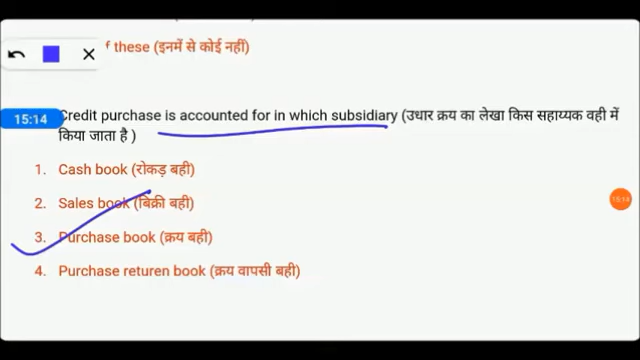 f these (इनमें से कोई नहीं)
15:14
Credit purchase is accounted for in which subsidiary (उधार क्रय का लेखा किस सहाय्यक वही में
किया जाता है )
1. Cash book (रोकड़ बही)
15:14
2. Sales book (बिक्री बही)
3. Purchase book (क्रय बही)
4. Purchase returen book (क्रय वापसी बही)